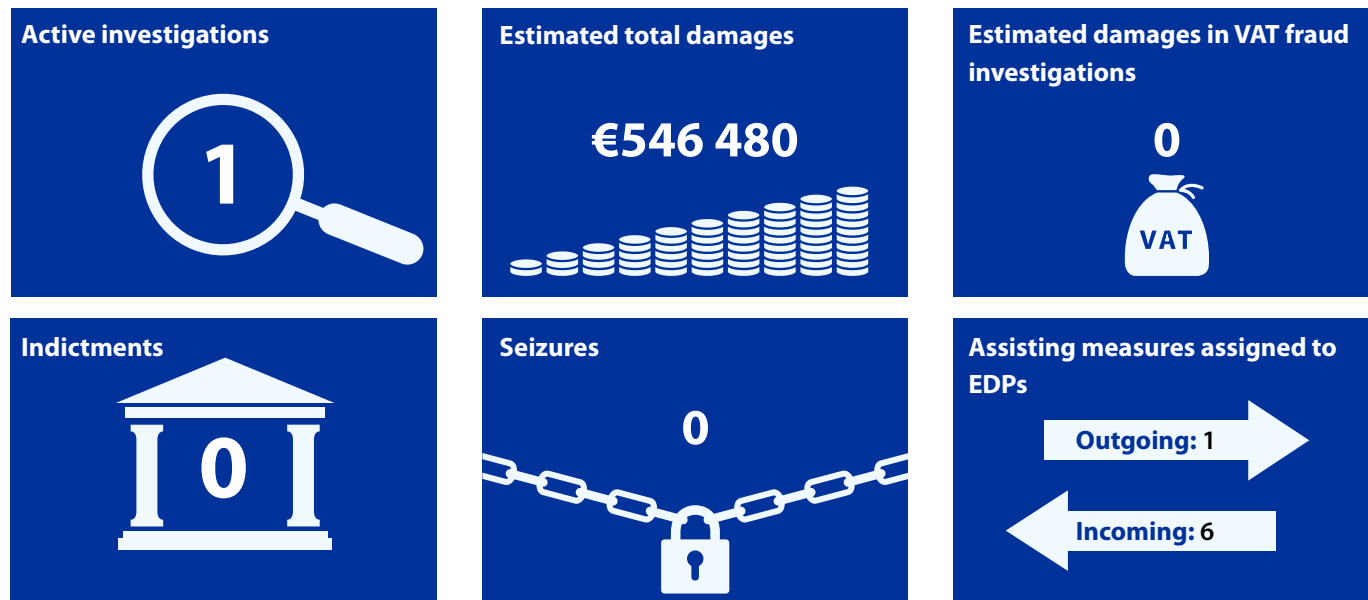 Active investigations
1
Estimated total damages
€546 480
Estimated damages in VAT fraud
investigations
0
VAT
Indictments
0
Seizures
0
Assisting measures assigned to
EDPs
Outgoing: 1
Incoming: 6